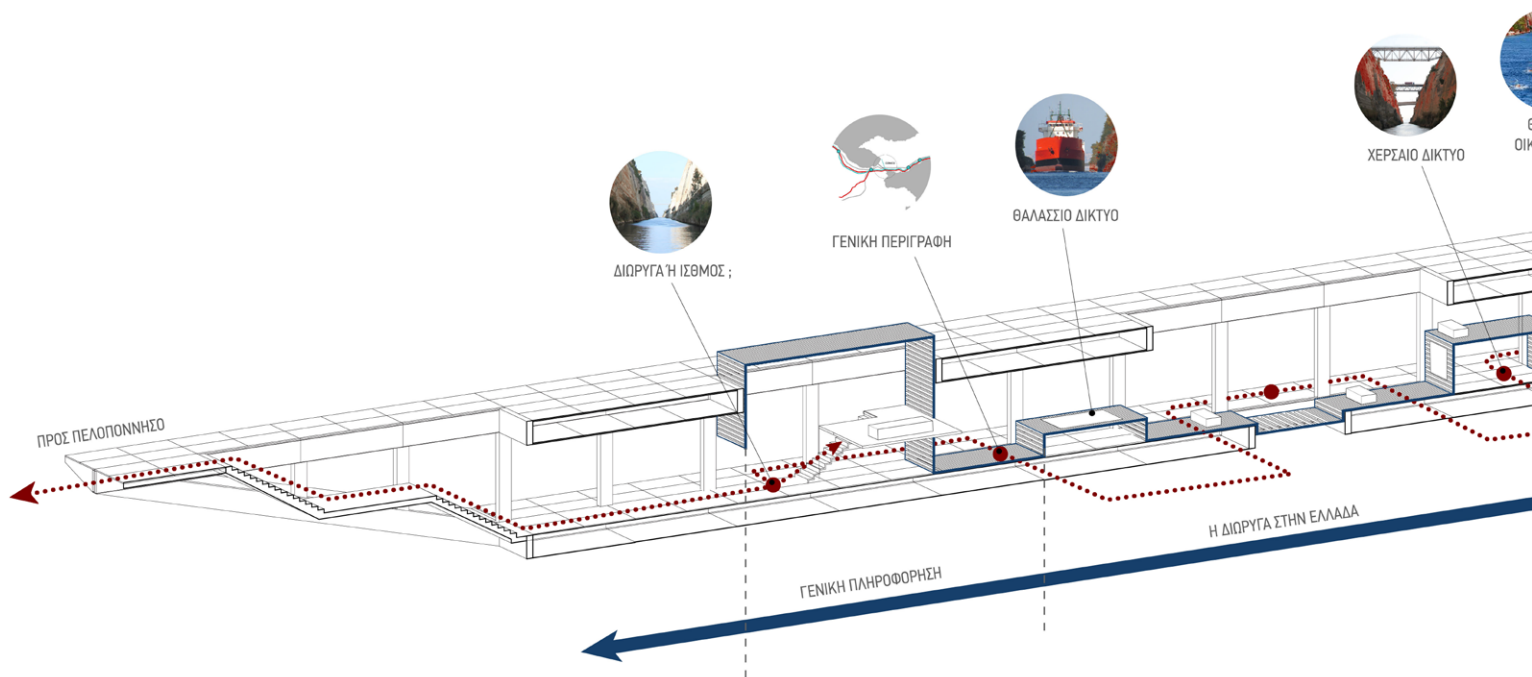 ΧΕΡΣΑΙΟ ΔΙΚΤΥΟ
ΘΑΛΑΣΣΙΟ ΔΙΚΤΥΟ
ΓΕΝΙΚΗ ΠΕΡΙΓΡΑΦΗ
ΔΙΩΡΥΓΑ Ή ΙΣΘΜΟΣ ;
ΠΡΟΣ ΠΕΛΟΠΟΝΝΗΣΟ
Η ΔΙΩΡΥΓΑ ΣΤΗΝ ΕΛΛΑΔΑ
ΓΕΝΙΚΗ ΠΛΗΡΟΦΟΡΗΣΗ